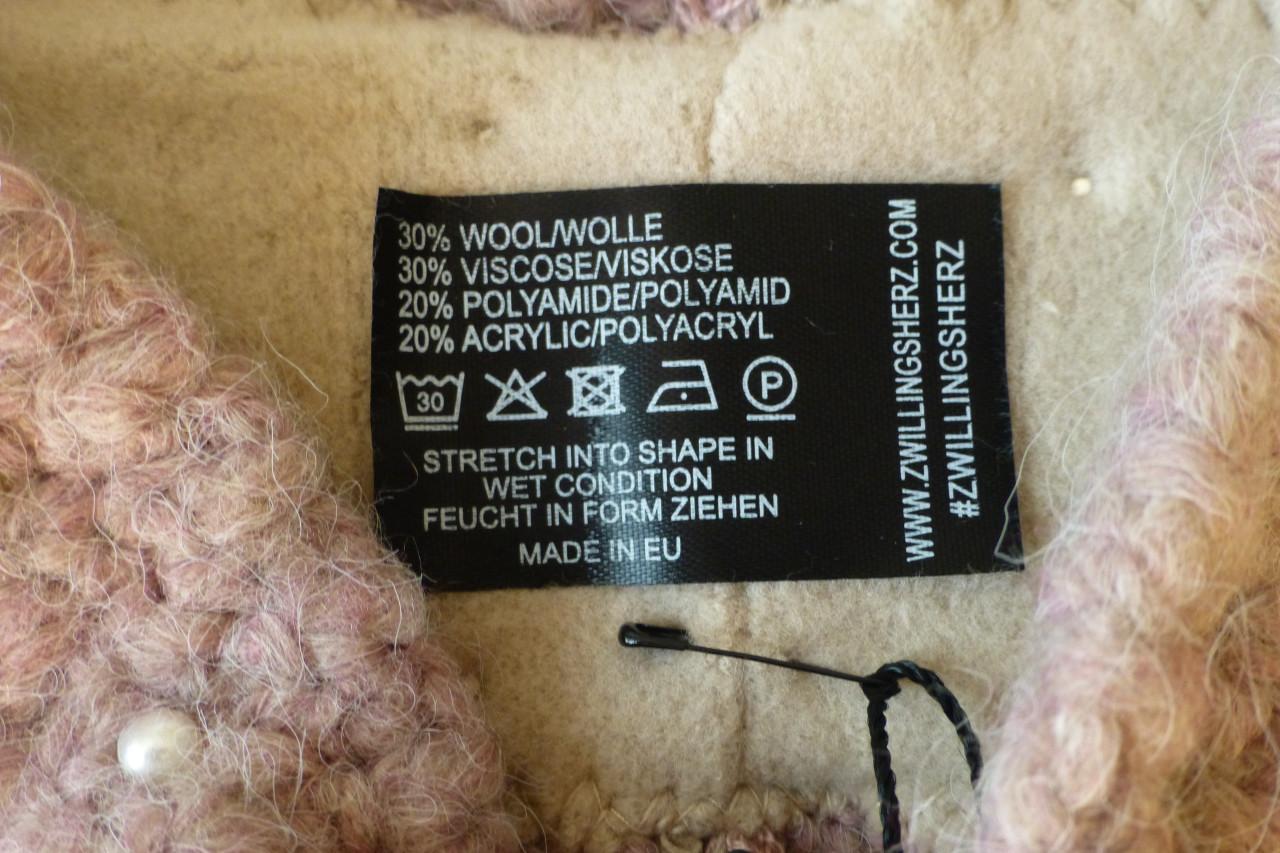 30% WOOL/WOLLE
30% VISCOSE/VISKOSE
20% POLYAMIDE/POLYAMID
20% ACRYLIC/POLYACRYL
30
P
STRETCH INTO SHAPE IN
WET CONDITION
FEUCHT IN FORM ZIEHEN
MADE IN EU
WWW.ZWILLINGSHERZ.COM
#ZWILLINGSHERZ